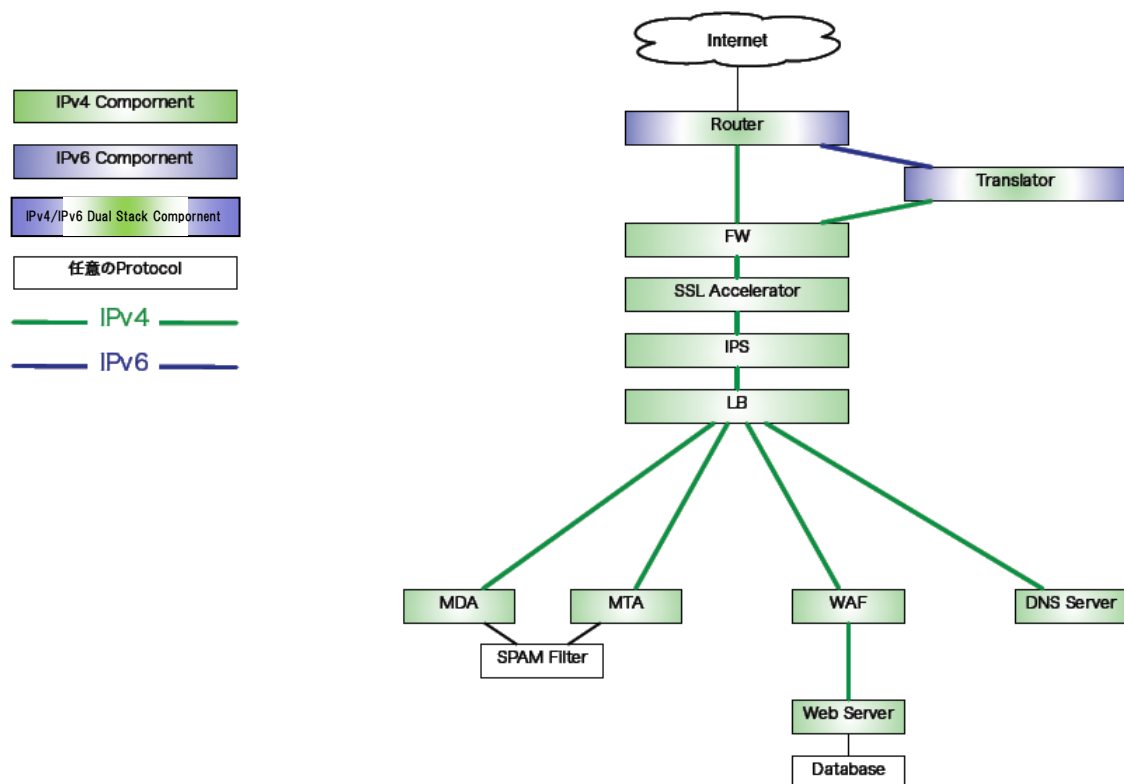 Internet
IPv4 Compornent
Router
IPv6 Compornent
Translator
IPv4/IPv6 Dual Stack Compornent
FW
任意のProtocol
SSL Accelerator
IPv4
IPS
IPv6
LB
MDA
MTA
WAF
DNS Server
SPAM Filter
Web Server
Database